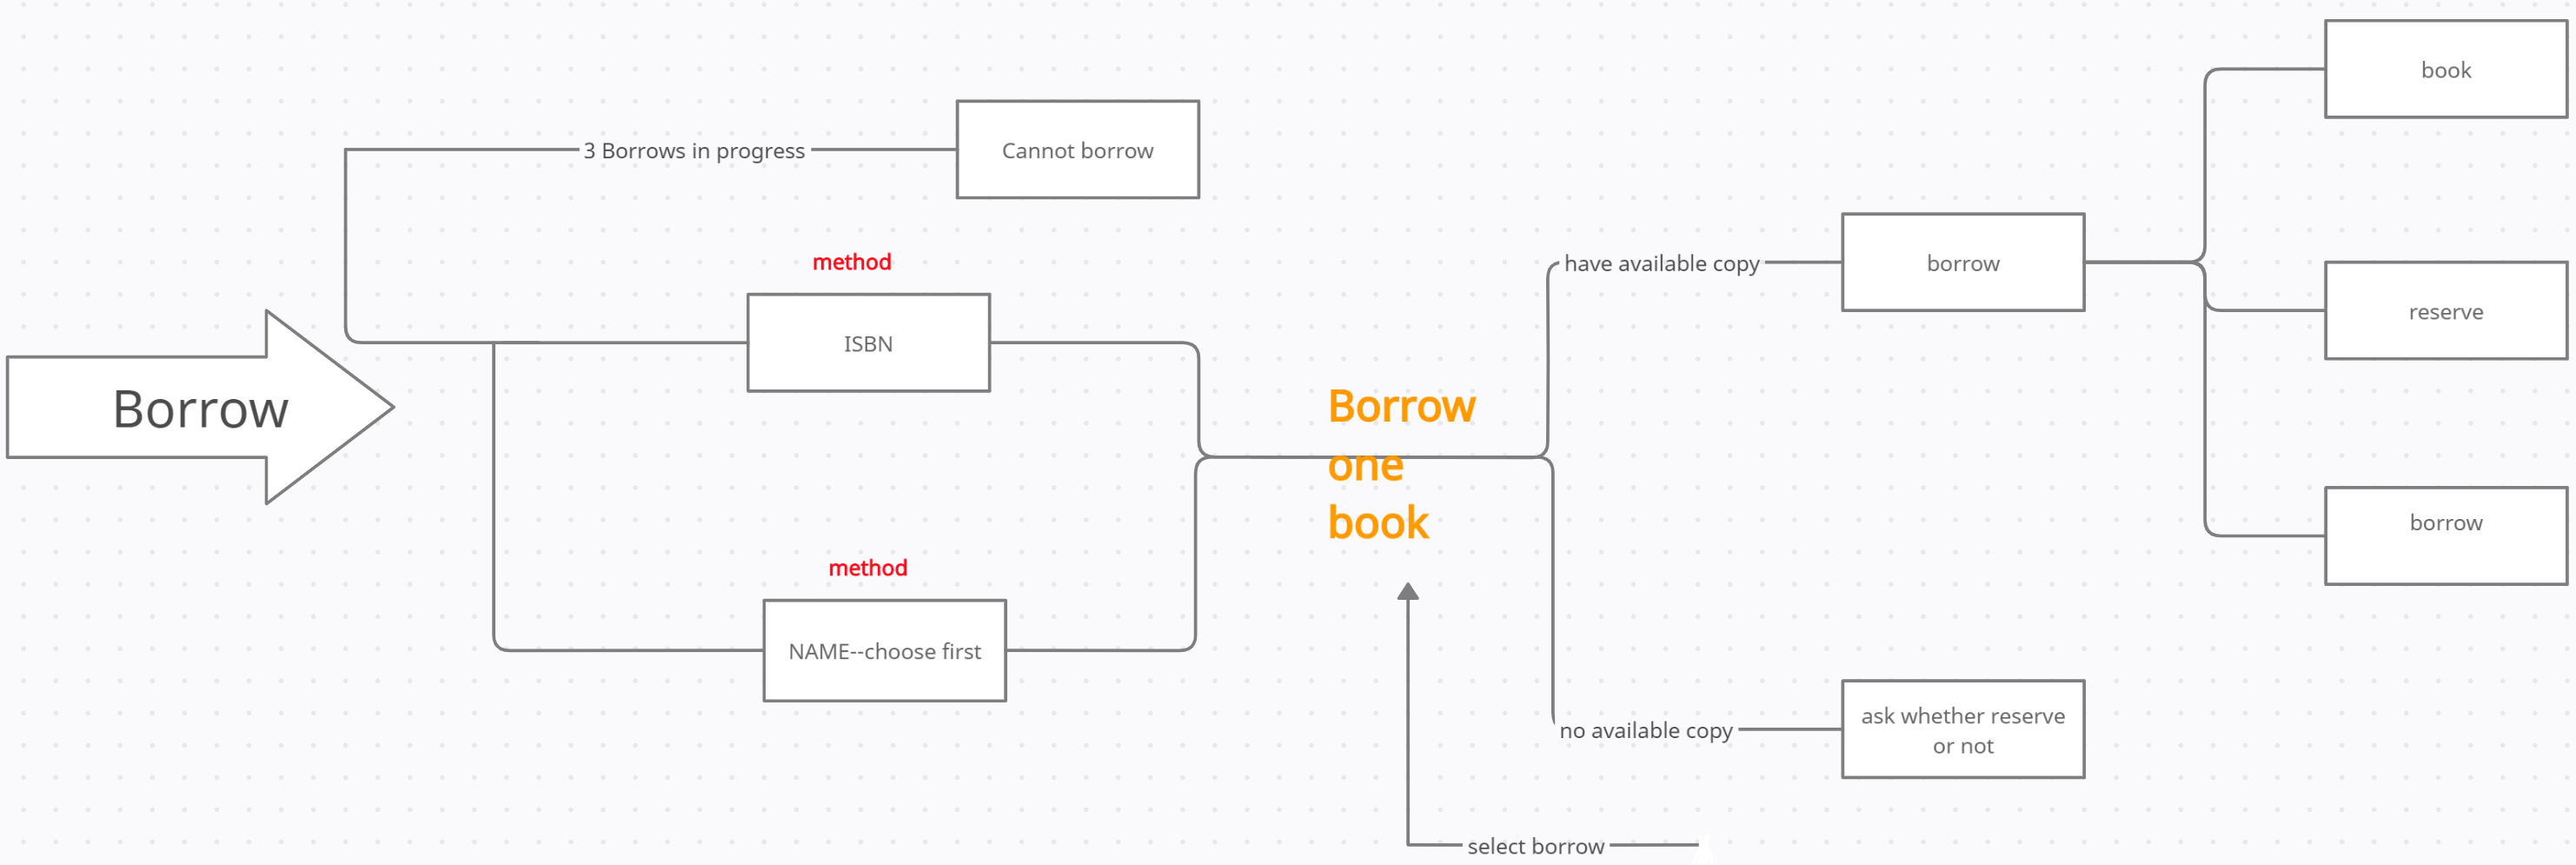 Borrow
3 Borrows in progress
Cannot borrow
method
ISBN
method
NAME--choose first
Borrow
one
book
select borrow
have available copy
borrow
no available copy
ask whether reserve
or not
book
reserve
borrow